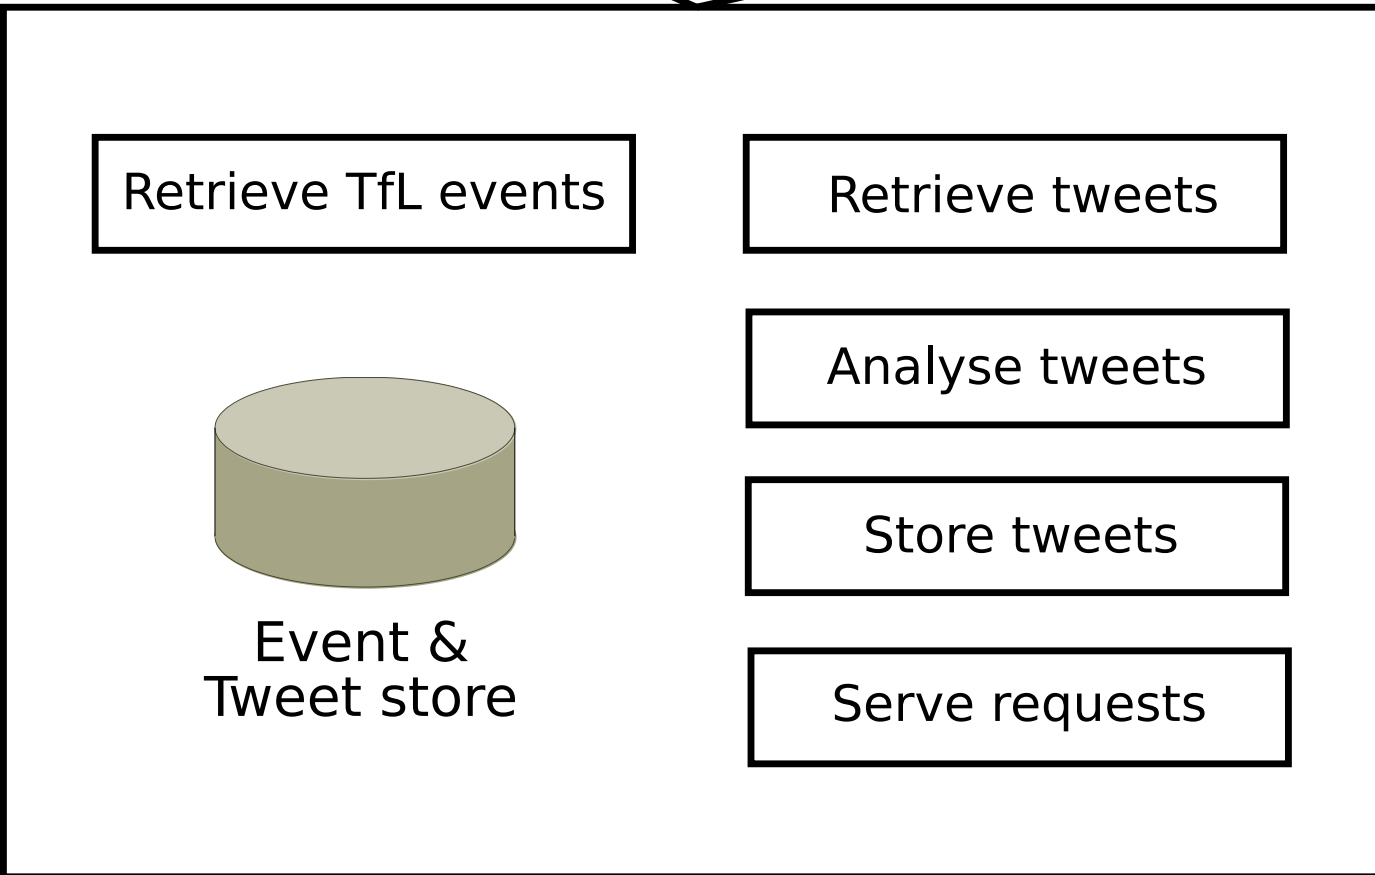 Retrieve TfL events
Retrieve tweets
Analyse tweets
Store tweets
Serve requests
Event &
Tweet store